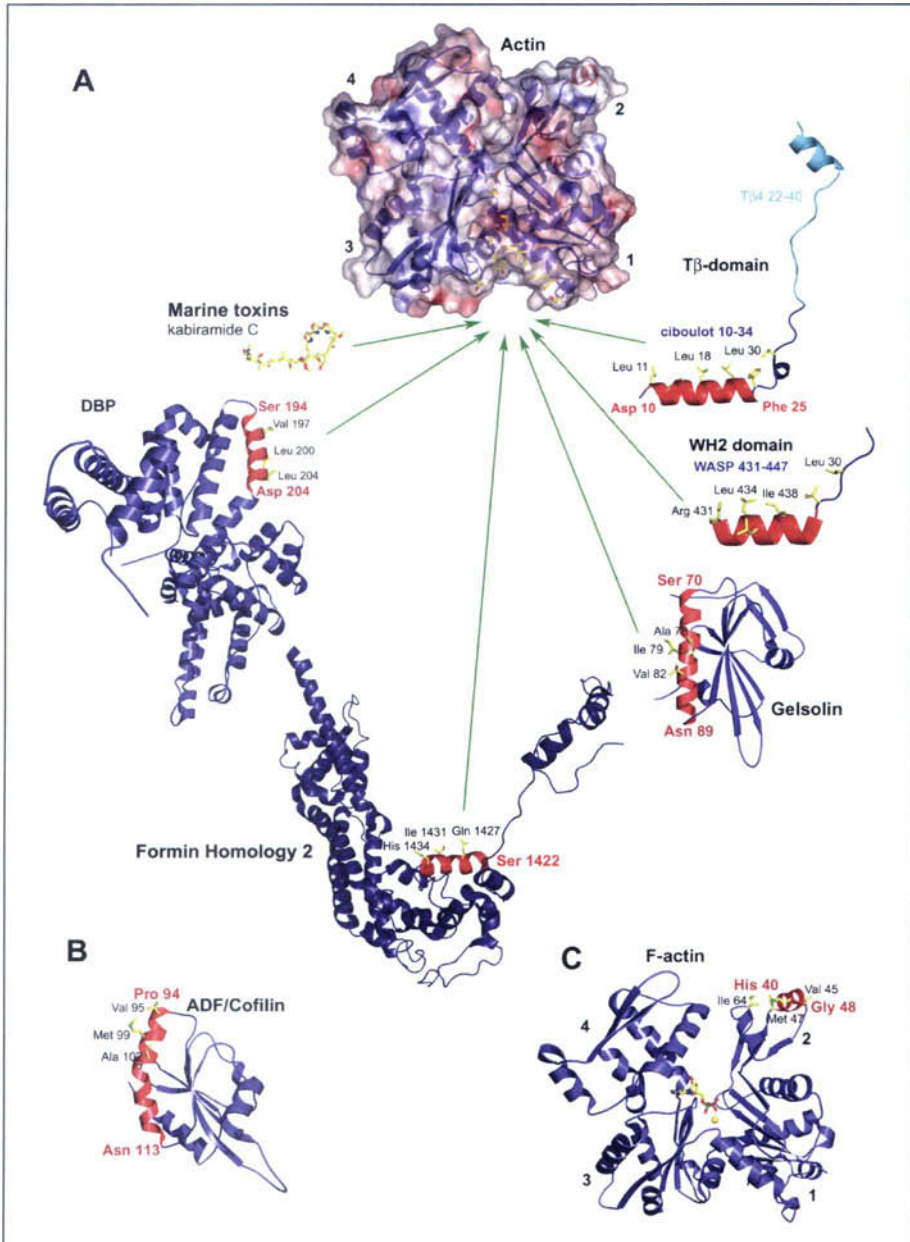 A
Actin
4
2
3
1
Tβ4 22-40
Tβ-domain
Marine toxins
kabiramide C
ciboulot 10-34
Leu 11
Leu 18
Leu 30
Asp 10
Phe 25
DBP
Ser 194
Val 197
Leu 200
Leu 204
Asp 204
WH2 domain
WASP 431-447
Leu 30
Leu 434
Ile 438
Arg 431
Ser 70
Ala 7
Ile 79
Val 82
Gelsolin
Asn 89
Formin Homology 2
Ile 1431
Gln 1427
His 1434
Ser 1422
B
Pro 94
Val 95
ADF/Cofilin
Met 99
Ala 102
Asn 113
C
F-actin
His 40
Val 45
Ile 64
Gly 48
Met 47
4
2
3
1